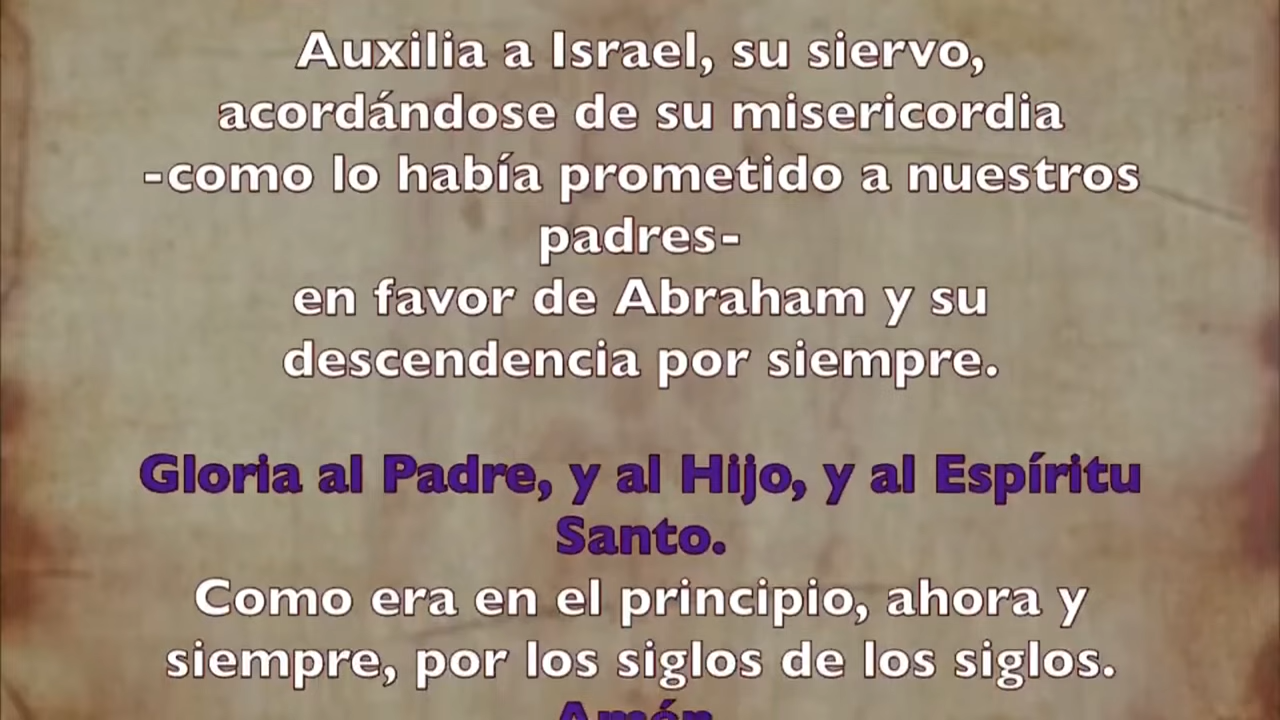 Auxilia a Israel, su siervo,
acordándose de su misericordia
-como lo había prometido a nuestros
padres-
en favor de Abraham y su
descendencia por siempre.
Gloria al Padre, y al Hijo, y al Espíritu
Santo.
Como era en el principio, ahora y
siempre, por los siglos de los siglos.
Amén.